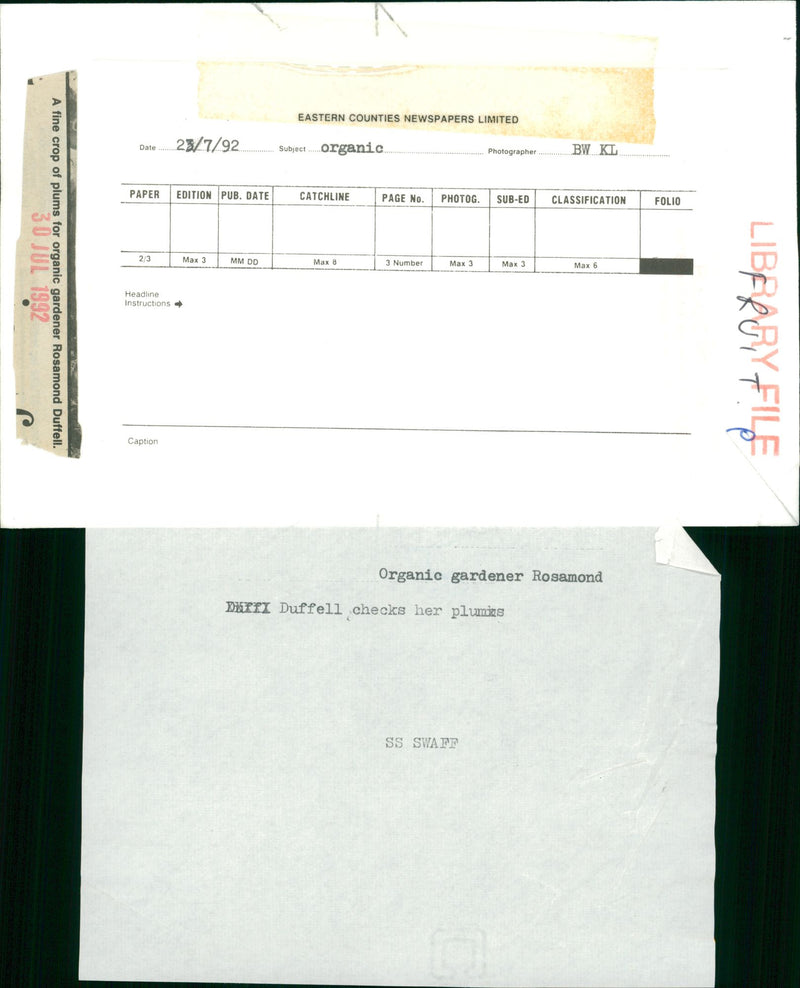 EASTERN COUNTIES NEWSPAPERS LIMITED
Date 23/7/92 Subject organic Photographer BW KL
PAPER EDITION PUB. DATE CATCHLINE PAGE No. PHOTOG. SUB-ED CLASSIFICATION FOLIO
2/3 Max 3 MM DD Max 8 3 Number Max 3 Max 3 Max 6
Headline
Instructions
Caption
A fine crop of plums for organic gardener Rosamond Duffell.
30 JUL 1992
LIBRARY FILE
FRUIT
P
Organic gardener Rosamond
Duffell checks her plums
SS SWAFF